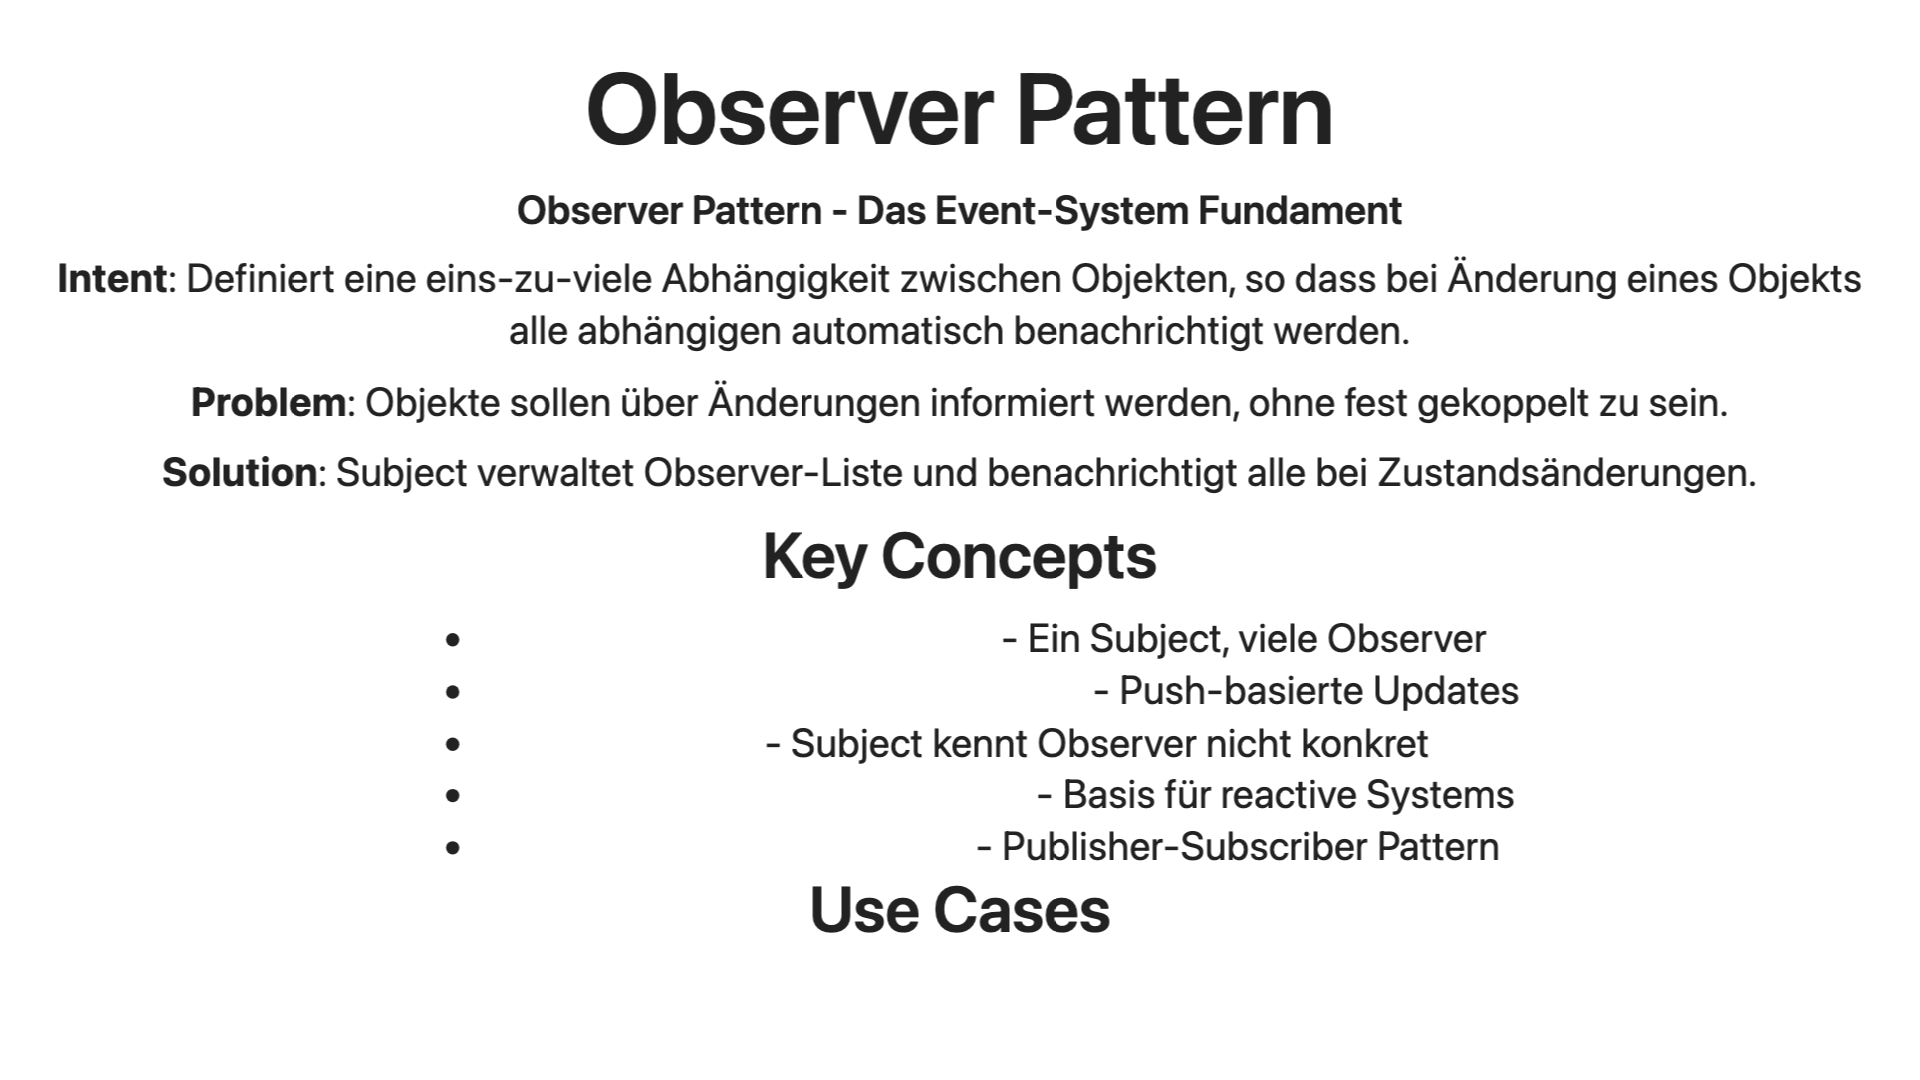 Observer Pattern
Observer Pattern - Das Event-System Fundament
Intent: Definiert eine eins-zu-viele Abhängigkeit zwischen Objekten, so dass bei Änderung eines Objekts
alle abhängigen automatisch benachrichtigt werden.
Problem: Objekte sollen über Änderungen informiert werden, ohne fest gekoppelt zu sein.
Solution: Subject verwaltet Observer-Liste und benachrichtigt alle bei Zustandsänderungen.
Key Concepts
• - Ein Subject, viele Observer
• - Push-basierte Updates
• - Subject kennt Observer nicht konkret
• - Basis für reactive Systems
• - Publisher-Subscriber Pattern
Use Cases